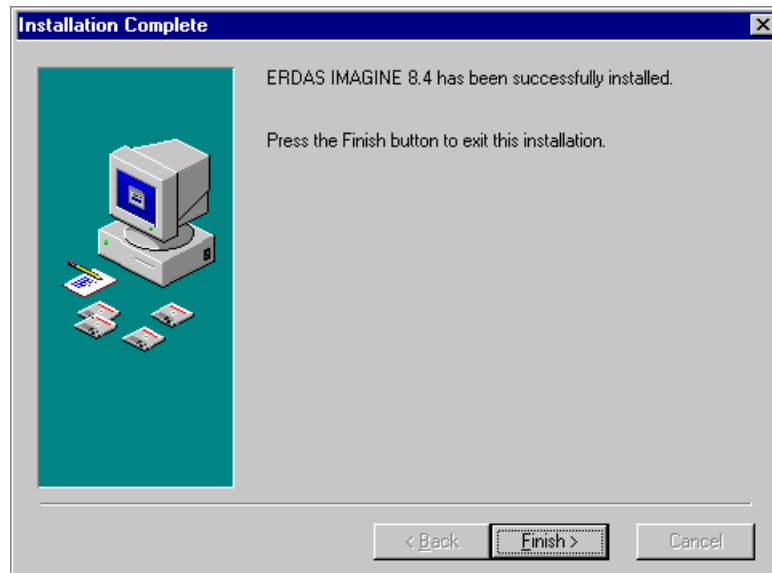 Installation Complete
ERDAS IMAGINE 8.4 has been successfully installed.
Press the Finish button to exit this installation.
< Back
Finish >
Cancel